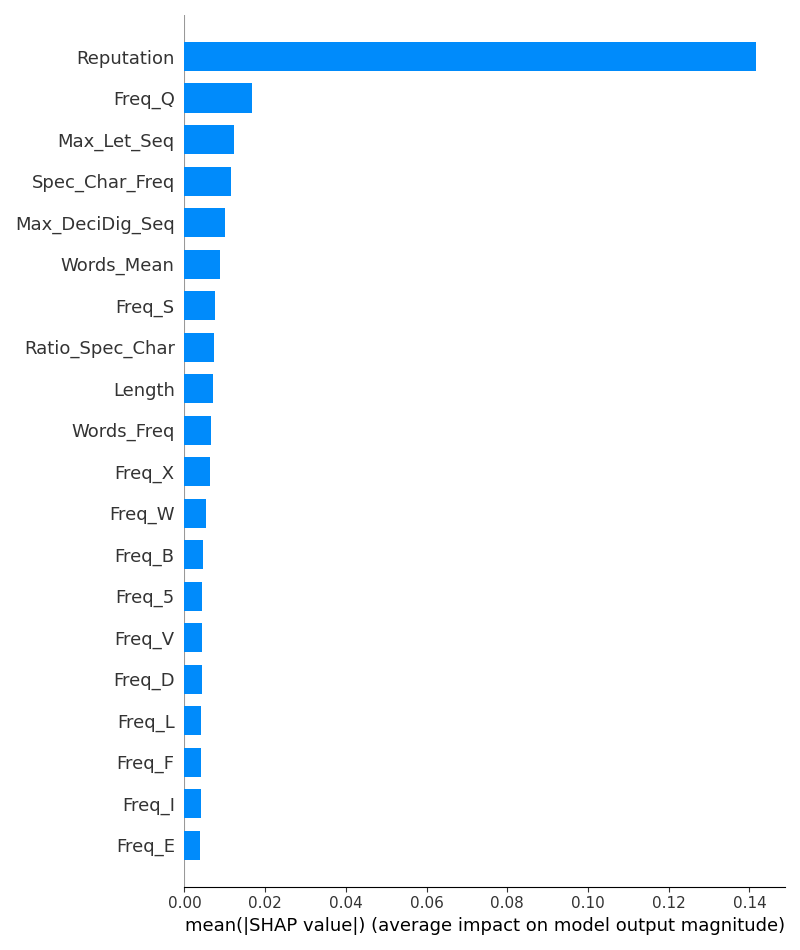 Reputation
Freq_Q
Max_Let_Seq
Spec_Char_Freq
Max_DeciDig_Seq
Words_Mean
Freq_S
Ratio_Spec_Char
Length
Words_Freq
Freq_X
Freq_W
Freq_B
Freq_5
Freq_V
Freq_D
Freq_L
Freq_F
Freq_I
Freq_E
0.00 0.02 0.04 0.06 0.08 0.10 0.12 0.14
mean(|SHAP value|) (average impact on model output magnitude)